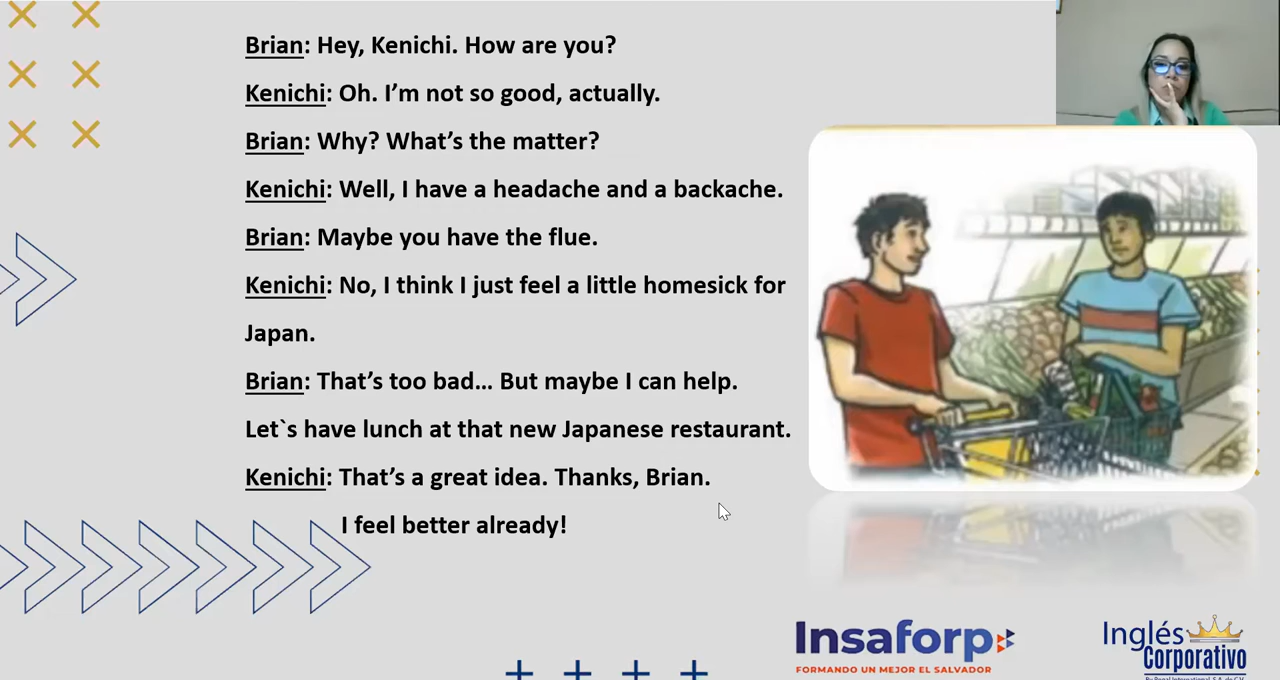 Brian: Hey, Kenichi. How are you?
Kenichi: Oh. I’m not so good, actually.
Brian: Why? What’s the matter?
Kenichi: Well, I have a headache and a backache.
Brian: Maybe you have the flue.
Kenichi: No, I think I just feel a little homesick for
Japan.
Brian: That’s too bad… But maybe I can help.
Let`s have lunch at that new Japanese restaurant.
Kenichi: That’s a great idea. Thanks, Brian.
I feel better already!
Insaforp
FORMANDO UN MEJOR EL SALVADOR
Inglés
Corporativo